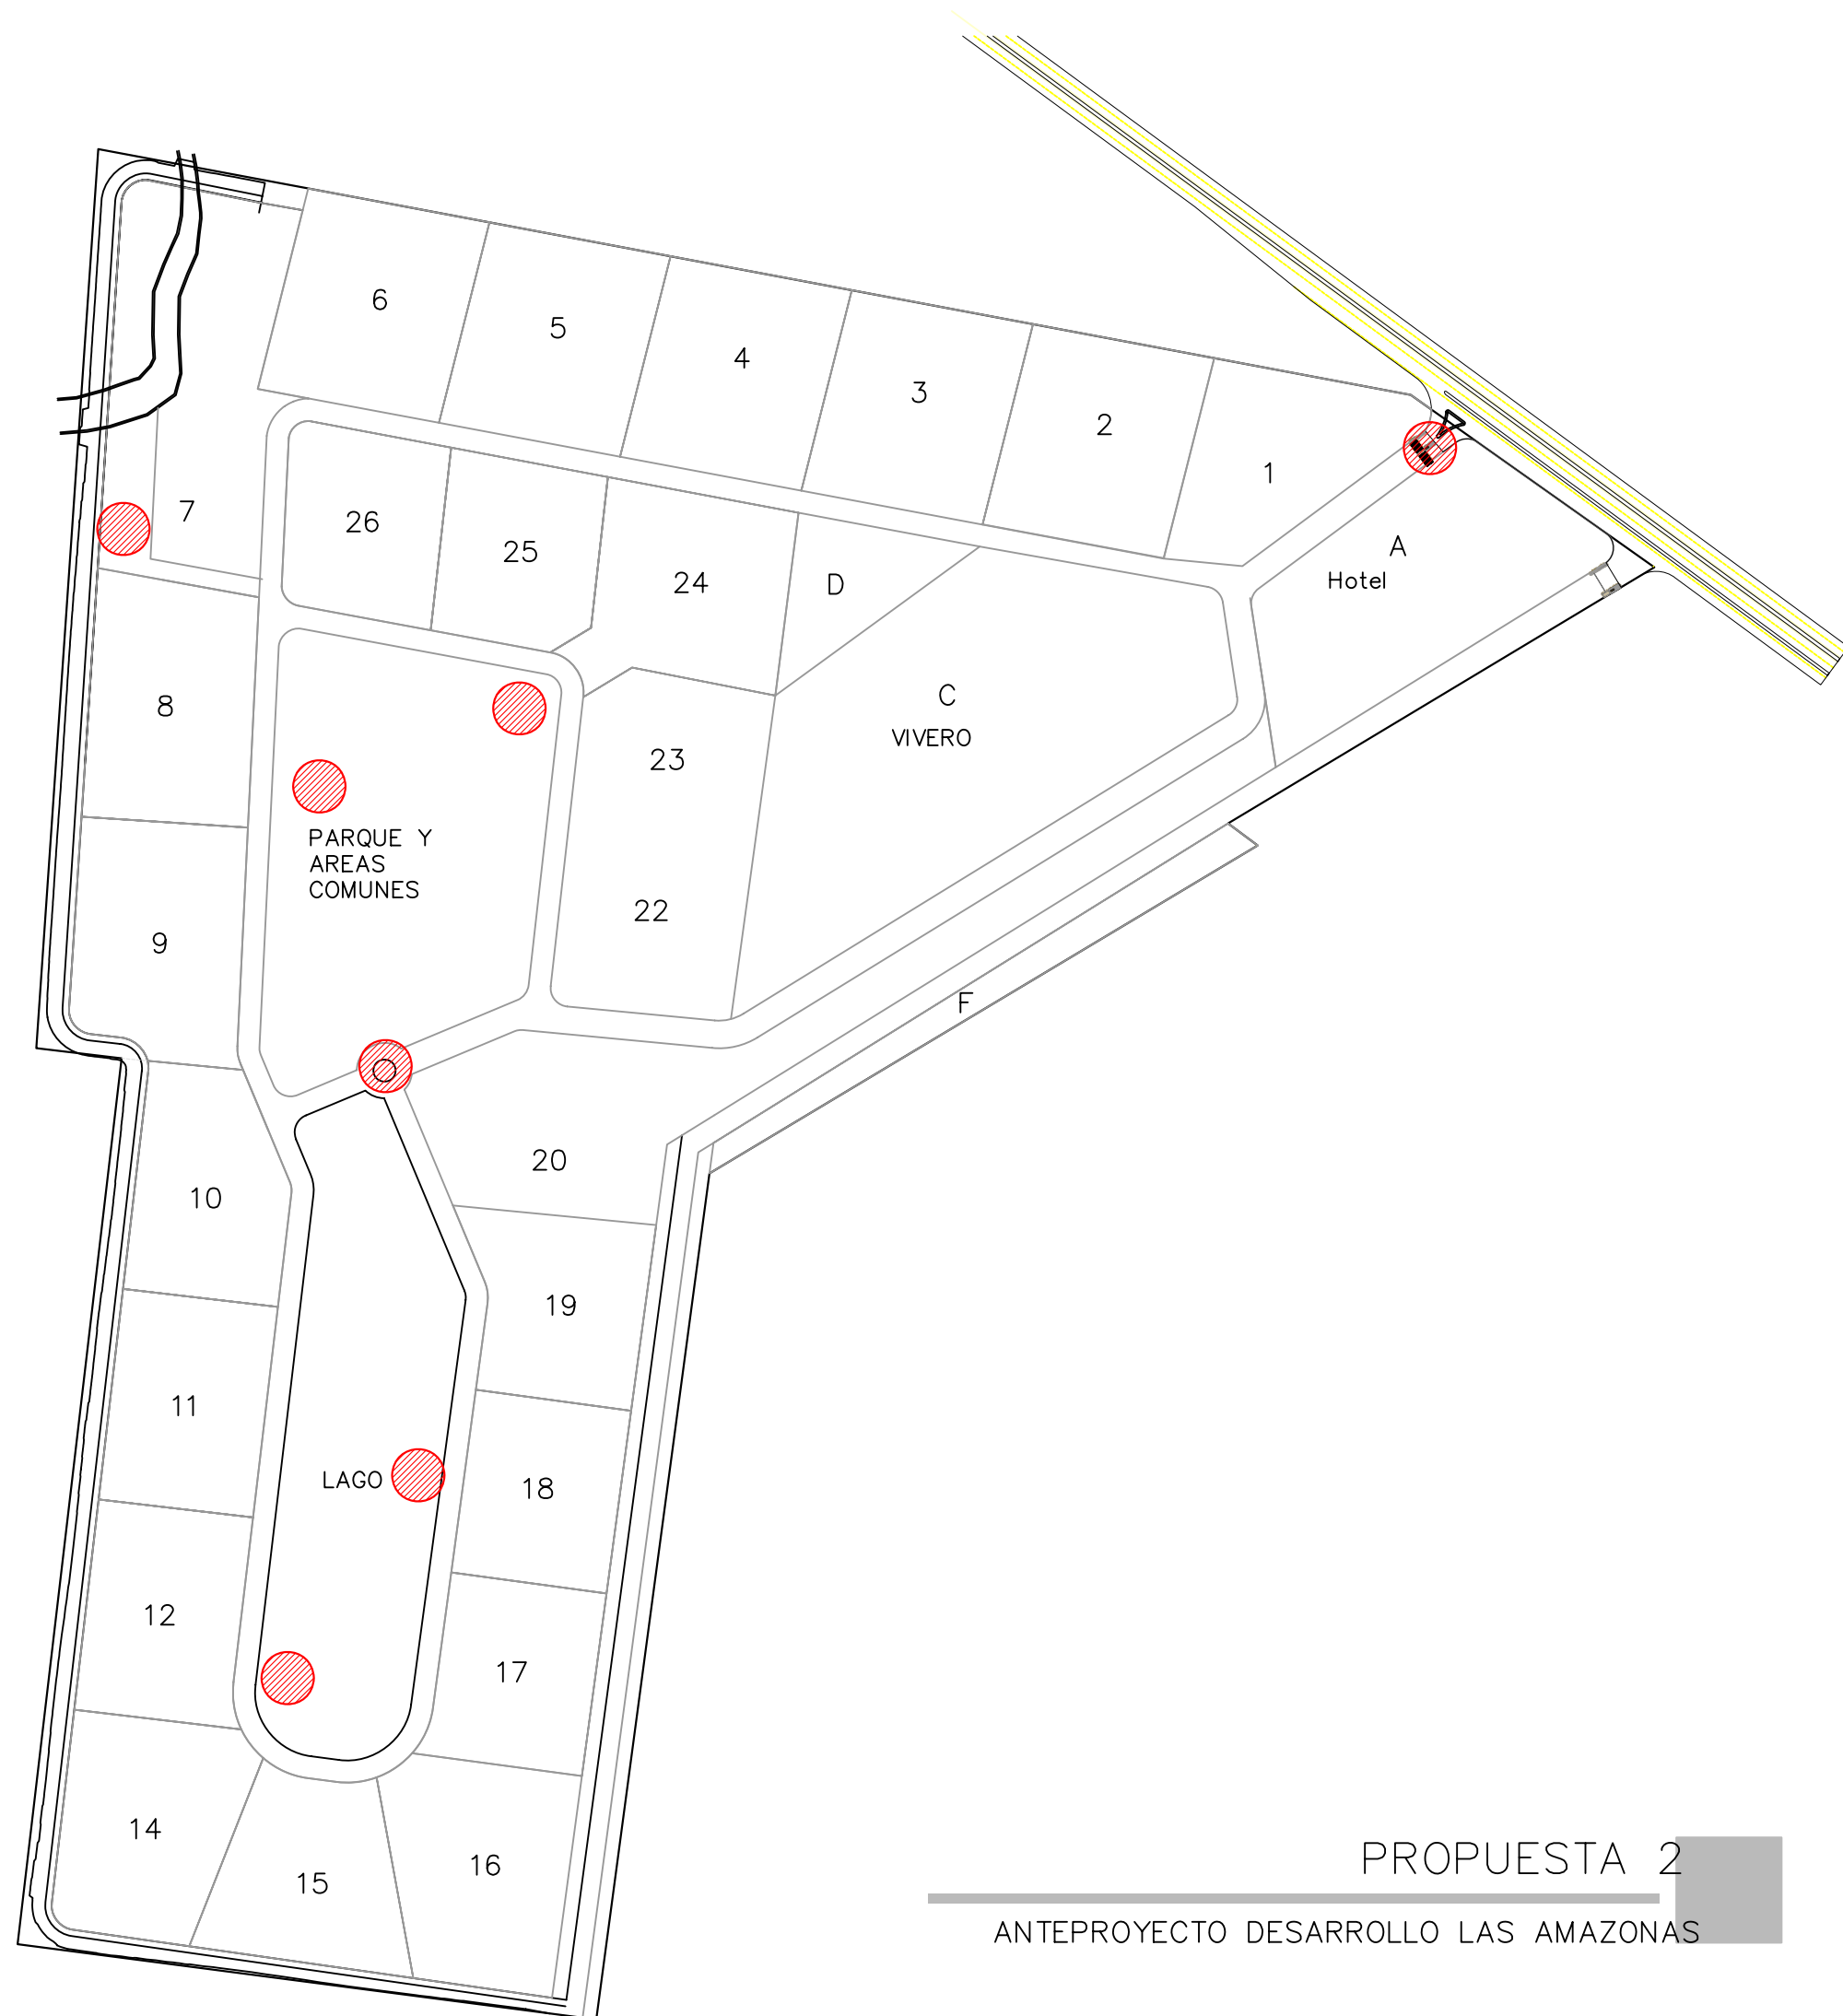 6
5
4
3
2
1
A
Hotel
7
26
25
24
D
8
C
VIVERO
23
PARQUE Y
AREAS
COMUNES
22
9
F
20
10
19
11
LAGO
18
12
17
14
15
16
PROPUESTA 2
ANTEPROYECTO DESARROLLO LAS AMAZONAS